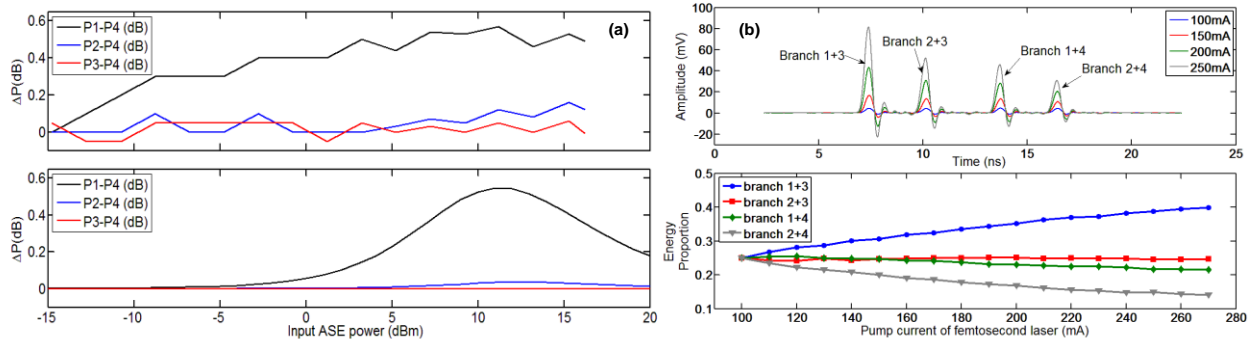 (a)
P1-P4 (dB)
P2-P4 (dB)
P3-P4 (dB)
ΔP(dB)
0.4
0.2
0
P1-P4 (dB)
P2-P4 (dB)
P3-P4 (dB)
ΔP(dB)
0.6
0.4
0.2
0
-15 -10 -5 0 5 10 15 20
Input ASE power (dBm)
(b)
100mA
150mA
200mA
250mA
Branch 1+3
Branch 2+3
Branch 1+4
Branch 2+4
Amplitude (mV)
100
80
60
40
20
0
-20
0 5 10 15 20 25
Time (ns)
branch 1+3
branch 2+3
branch 1+4
branch 2+4
Energy
Proportion
0.5
0.4
0.3
0.2
0.1
100 120 140 160 180 200 220 240 260 280
Pump current of femtosecond laser (mA)